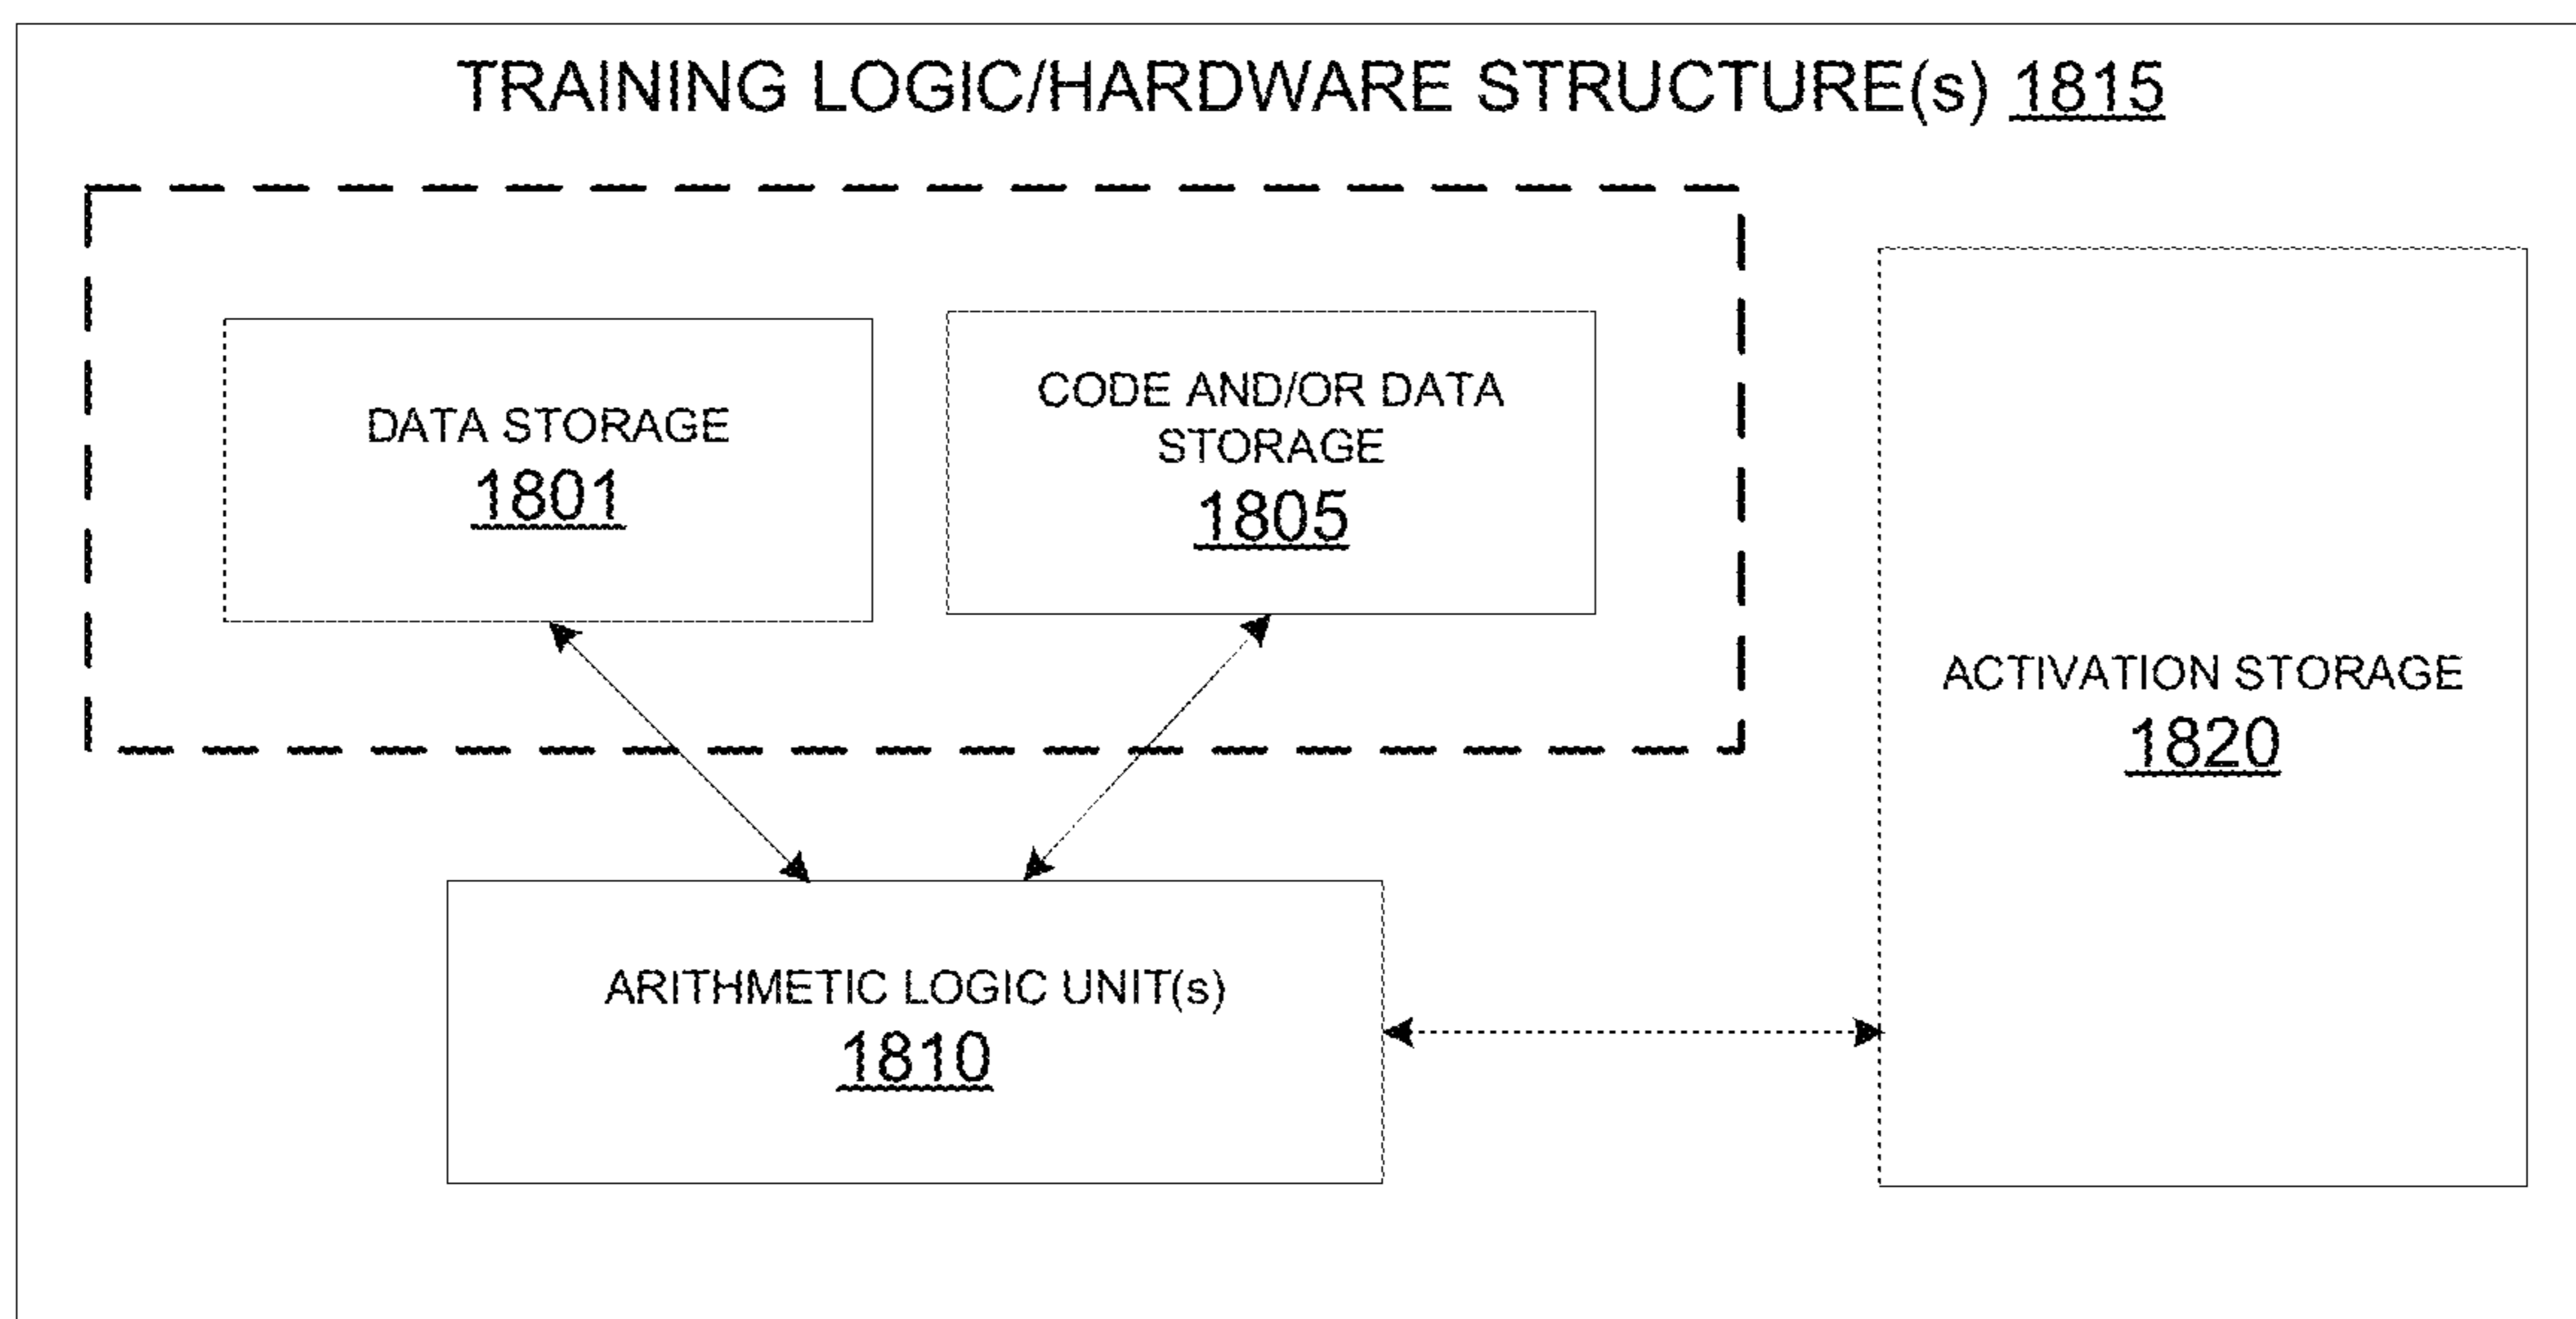 TRAINING LOGIC/HARDWARE STRUCTURE(s) 1815
DATA STORAGE
1801
CODE AND/OR DATA
STORAGE
1805
ACTIVATION STORAGE
1820
ARITHMETIC LOGIC UNIT(s)
1810